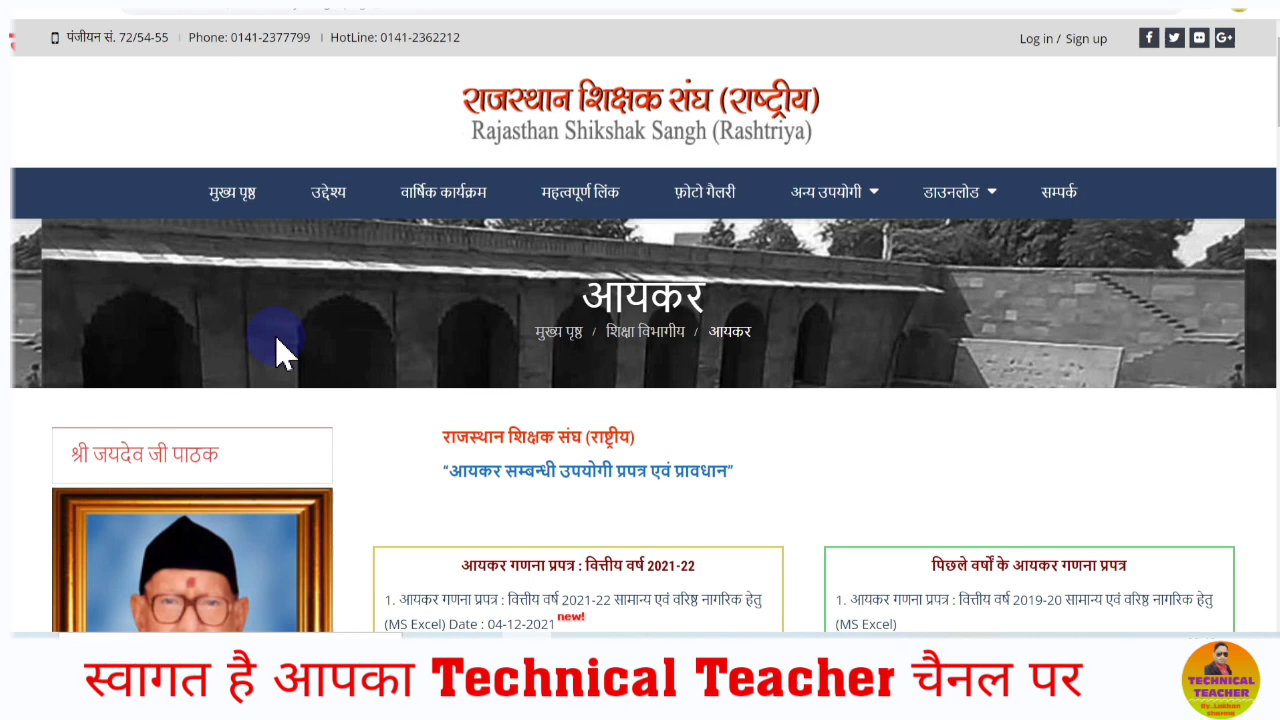 पंजीयन सं. 72/54-55 | Phone: 0141-2377799 | HotLine: 0141-2362212
Log in / Sign up
राजस्थान शिक्षक संघ (राष्ट्रीय)
Rajasthan Shikshak Sangh (Rashtriya)
मुख्य पृष्ठ उद्देश्य वार्षिक कार्यक्रम महत्वपूर्ण लिंक फ़ोटो गैलरी अन्य उपयोगी डाउनलोड सम्पर्क
आयकर
मुख्य पृष्ठ / शिक्षा विभागीय / आयकर
श्री जयदेव जी पाठक
राजस्थान शिक्षक संघ (राष्ट्रीय)
“आयकर सम्बन्धी उपयोगी प्रपत्र एवं प्रावधान”
आयकर गणना प्रपत्र : वित्तीय वर्ष 2021-22
1. आयकर गणना प्रपत्र : वित्तीय वर्ष 2021-22 सामान्य एवं वरिष्ठ नागरिक हेतु
(MS Excel) Date : 04-12-2021 new!
पिछले वर्षों के आयकर गणना प्रपत्र
1. आयकर गणना प्रपत्र : वित्तीय वर्ष 2019-20 सामान्य एवं वरिष्ठ नागरिक हेतु
(MS Excel)
स्वागत है आपका Technical Teacher चैनल पर
TECHNICAL
TEACHER
By. Lakhan
sharma